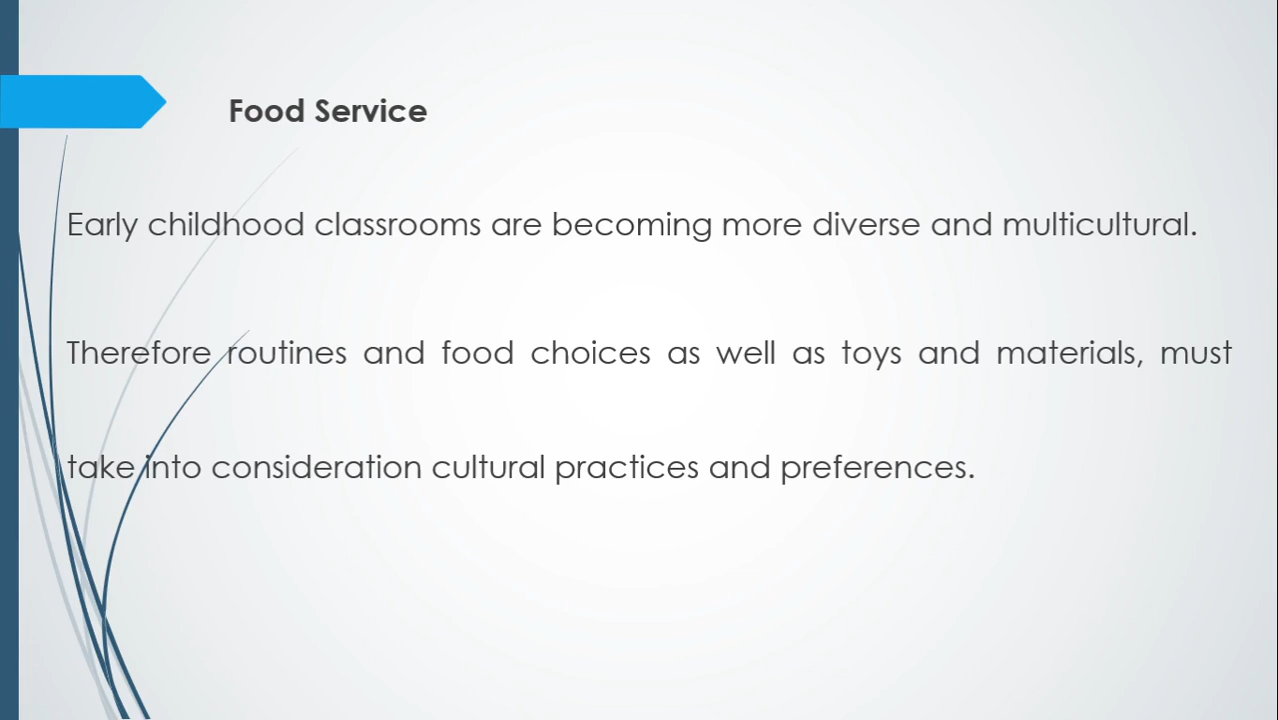 Food Service
Early childhood classrooms are becoming more diverse and multicultural.
Therefore routines and food choices as well as toys and materials, must
take into consideration cultural practices and preferences.